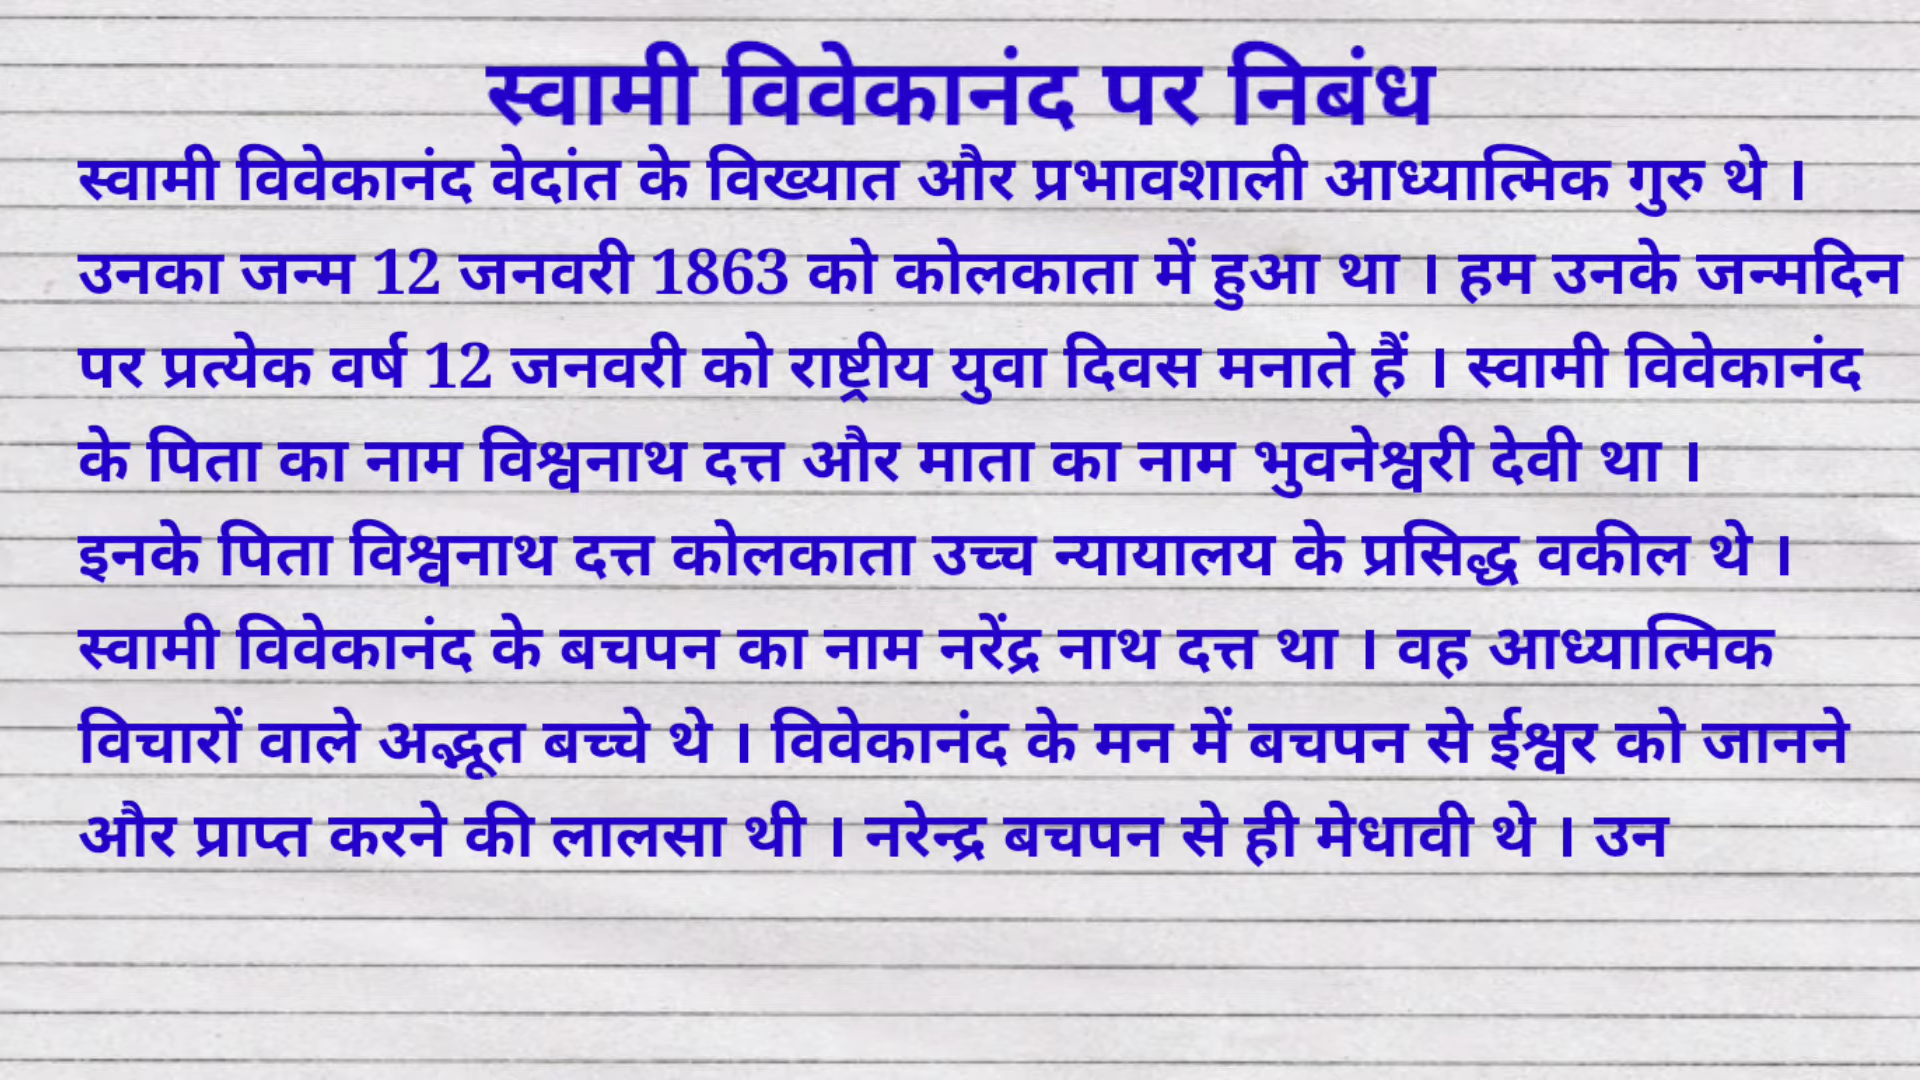 स्वामी विवेकानंद पर निबंध
स्वामी विवेकानंद वेदांत के विख्यात और प्रभावशाली आध्यात्मिक गुरु थे ।
उनका जन्म 12 जनवरी 1863 को कोलकाता में हुआ था । हम उनके जन्मदिन
पर प्रत्येक वर्ष 12 जनवरी को राष्ट्रीय युवा दिवस मनाते हैं । स्वामी विवेकानंद
के पिता का नाम विश्वनाथ दत्त और माता का नाम भुवनेश्वरी देवी था ।
इनके पिता विश्वनाथ दत्त कोलकाता उच्च न्यायालय के प्रसिद्ध वकील थे ।
स्वामी विवेकानंद के बचपन का नाम नरेंद्र नाथ दत्त था । वह आध्यात्मिक
विचारों वाले अद्भूत बच्चे थे । विवेकानंद के मन में बचपन से ईश्वर को जानने
और प्राप्त करने की लालसा थी । नरेन्द्र बचपन से ही मेधावी थे । उन